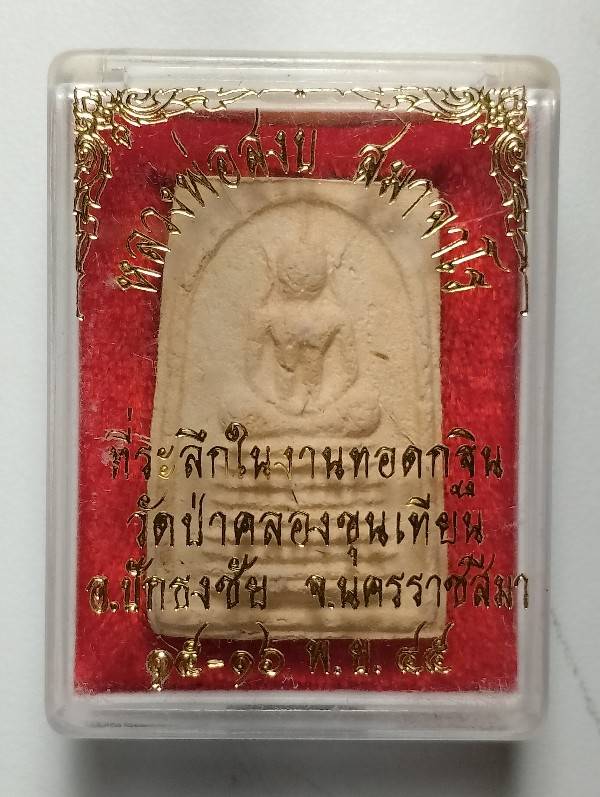 หลวงพ่อสงบ สมาจาโร
ที่ระลึกในงานทอดกฐิน
วัดป่าคลองขุนเทียน
อ.ปักธงชัย จ.นครราชสีมา
๑๕-๑๖ พ.ย. ๔๕